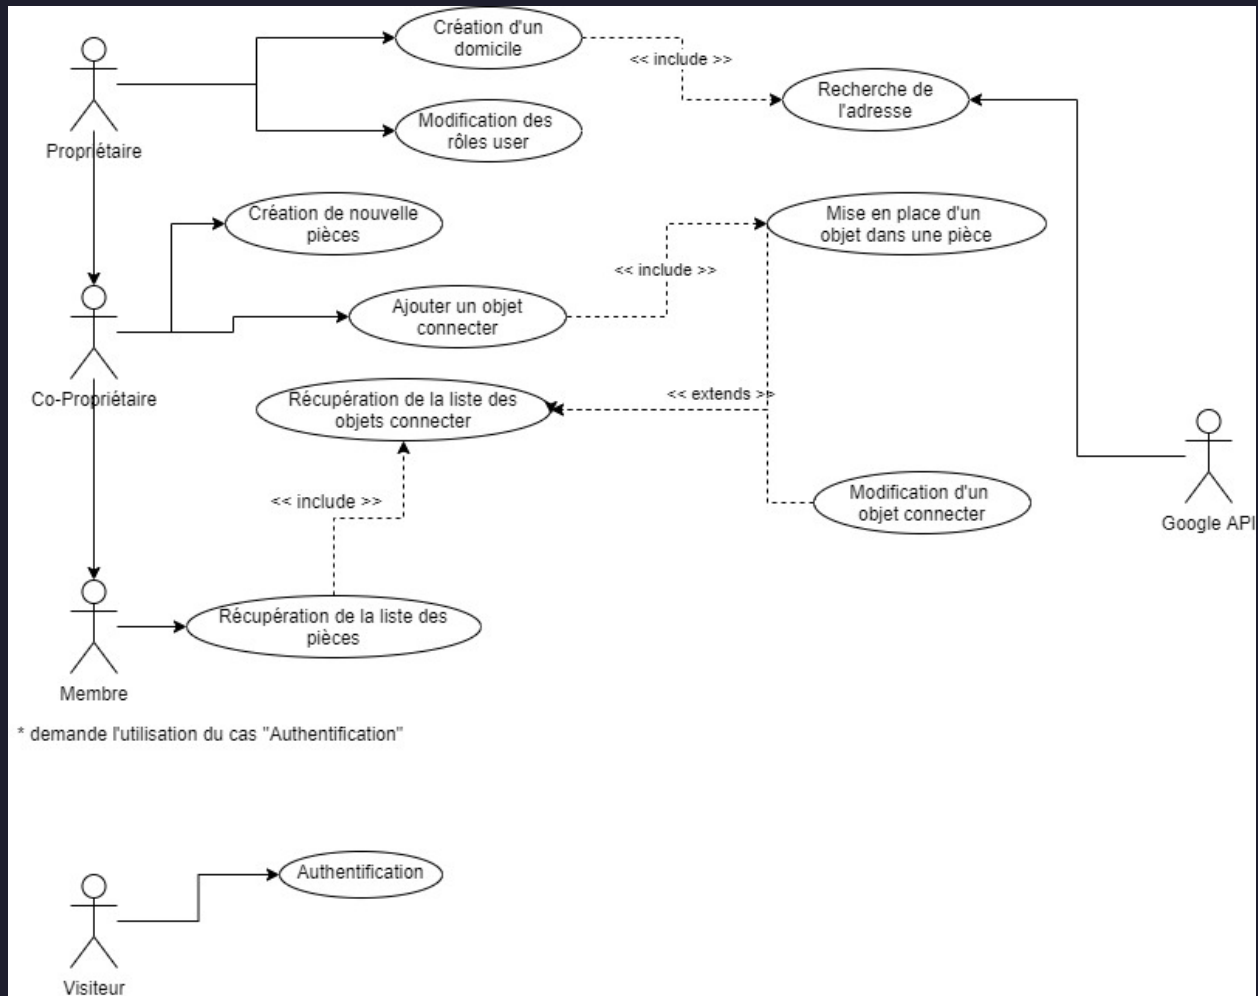 Création d'un
domicile
<< include >>
Recherche de
l'adresse
Modification des
rôles user
Propriétaire
Création de nouvelle
pièces
Mise en place d'un
objet dans une pièce
<< include >>
Ajouter un objet
connecter
Co-Propriétaire
Récupération de la liste des
objets connecter
<< extends >>
<< include >>
Modification d'un
objet connecter
Google API
Récupération de la liste des
pièces
Membre
* demande l'utilisation du cas "Authentification"
Authentification
Visiteur